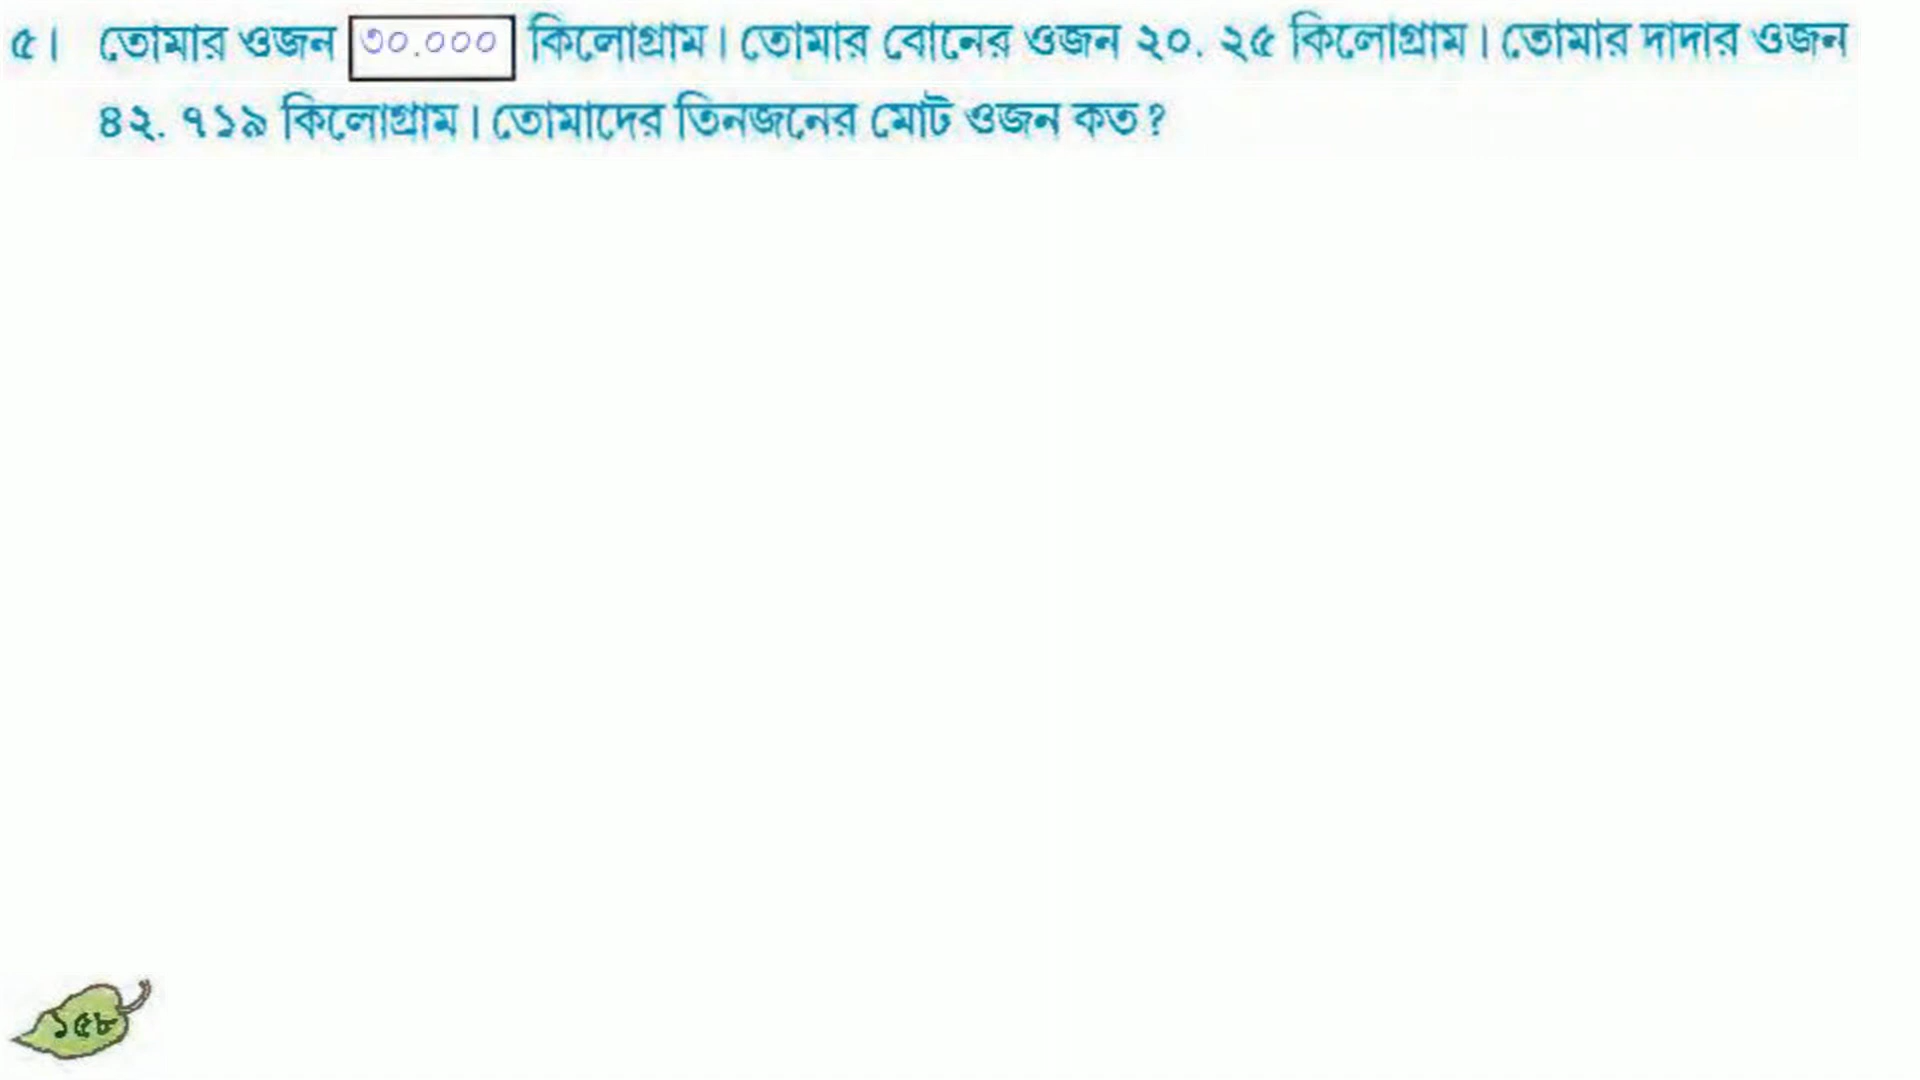 ৫। তোমার ওজন ৩০.০০০ কিলোগ্রাম। তোমার বোনের ওজন ২০. ২৫ কিলোগ্রাম। তোমার দাদার ওজন
৪২. ৭১৯ কিলোগ্রাম। তোমাদের তিনজনের মোট ওজন কত?
১৫৮